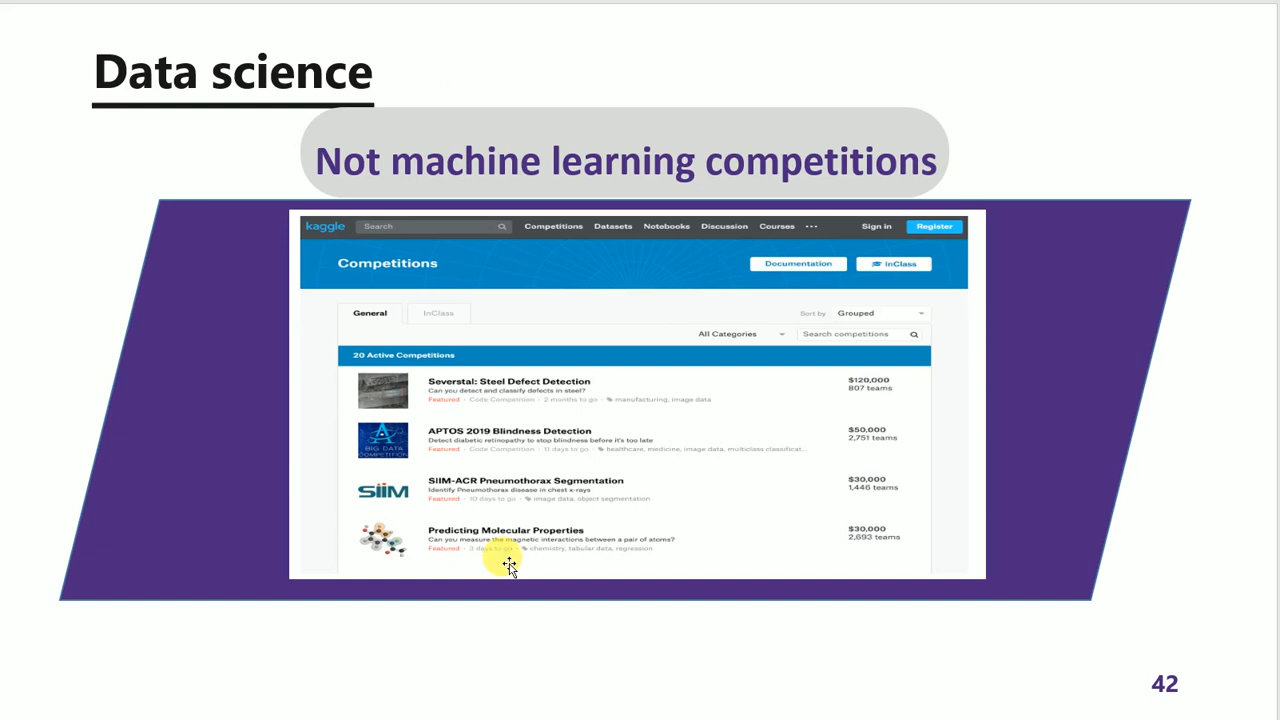 Data science
Not machine learning competitions
kaggle Search Competitions Datasets Notebooks Discussion Courses ••• Sign in Register
Competitions Documentation InClass
General InClass Sort by Grouped
All Categories Search competitions
20 Active Competitions
Severstal: Steel Defect Detection $120,000
Can you detect and classify defects in steel? 807 teams
Featured · Code Competition · 2 months to go · manufacturing, image data
BIG DATA COMPETITION
APTOS 2019 Blindness Detection $50,000
Detect diabetic retinopathy to stop blindness before it's too late 2,751 teams
Featured · Code Competition · 11 days to go · healthcare, medicine, image data, multiclass classificat...
SIIM
SIIM-ACR Pneumothorax Segmentation $30,000
Identify Pneumothorax disease in chest x-rays 1,446 teams
Featured · 10 days to go · image data, object segmentation
Predicting Molecular Properties $30,000
Can you measure the magnetic interactions between a pair of atoms? 2,693 teams
Featured · 3 days to go · chemistry, tabular data, regression
42